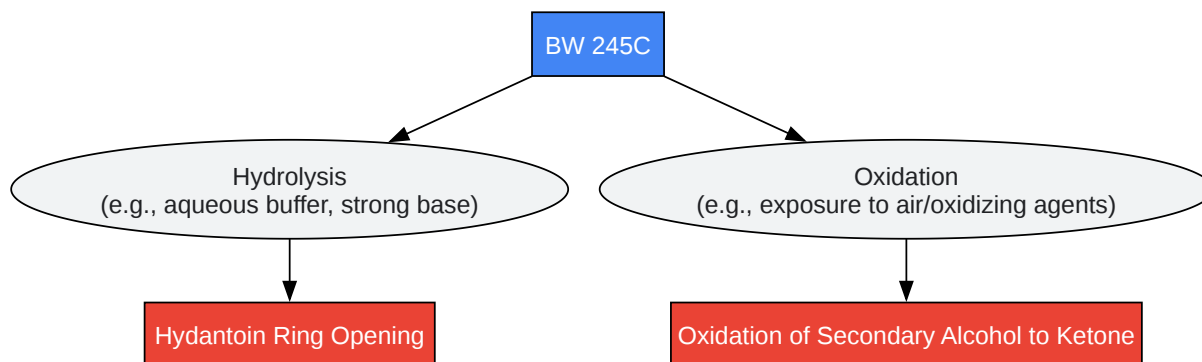 BW 245C
Hydrolysis
(e.g., aqueous buffer, strong base)
Oxidation
(e.g., exposure to air/oxidizing agents)
Hydantoin Ring Opening
Oxidation of Secondary Alcohol to Ketone